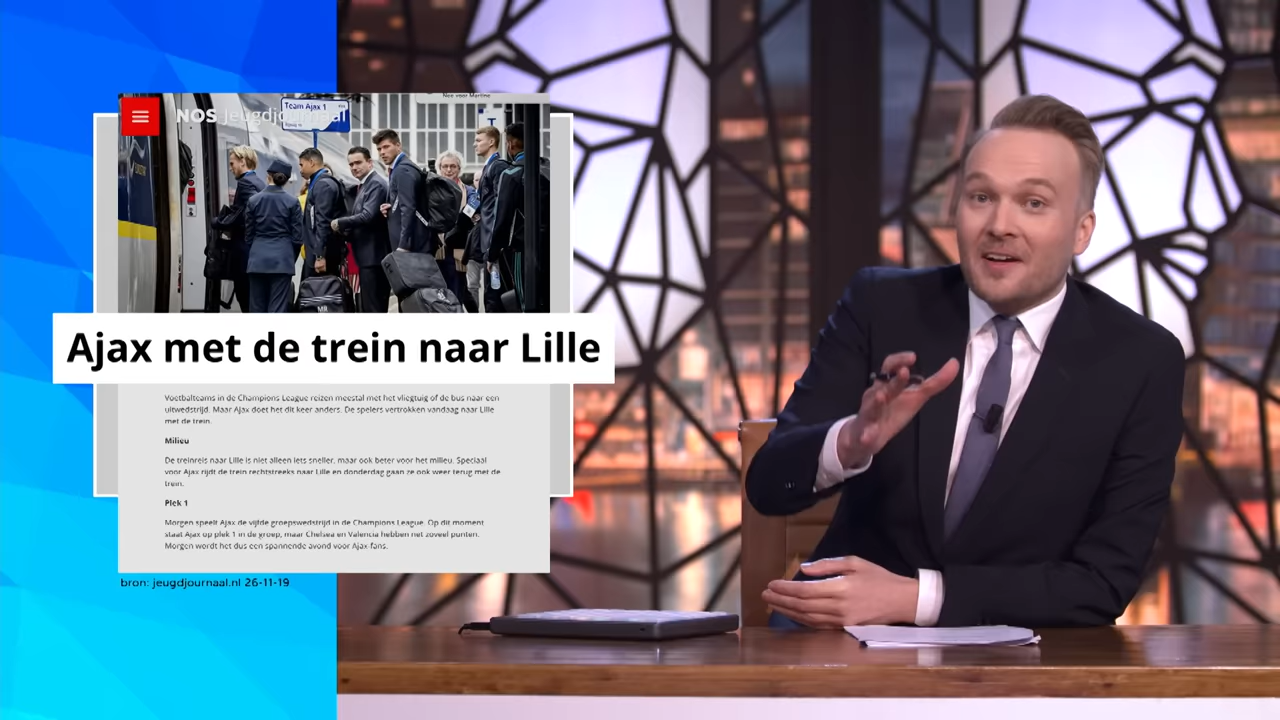 Nee voor Martine
Team Ajax 1
NOS Jeugdjournaal
T
MR
Ajax met de trein naar Lille
Voetbalteams in de Champions League reizen meestal met het vliegtuig of de bus naar een
uitwedstrijd. Maar Ajax doet het dit keer anders. De spelers vertrokken vandaag naar Lille
met de trein.
Milieu
De treinreis naar Lille is niet alleen iets sneller, maar ook beter voor het milieu. Speciaal
voor Ajax rijdt de trein rechtstreeks naar Lille en donderdag gaan ze ook weer terug met de
trein.
Plek 1
Morgen speelt Ajax de vijfde groepswedstrijd in de Champions League. Op dit moment
staat Ajax op plek 1 in de groep, maar Chelsea en Valencia hebben net zoveel punten.
Morgen wordt het dus een spannende avond voor Ajax-fans.
bron: jeugdjournaal.nl 26-11-19